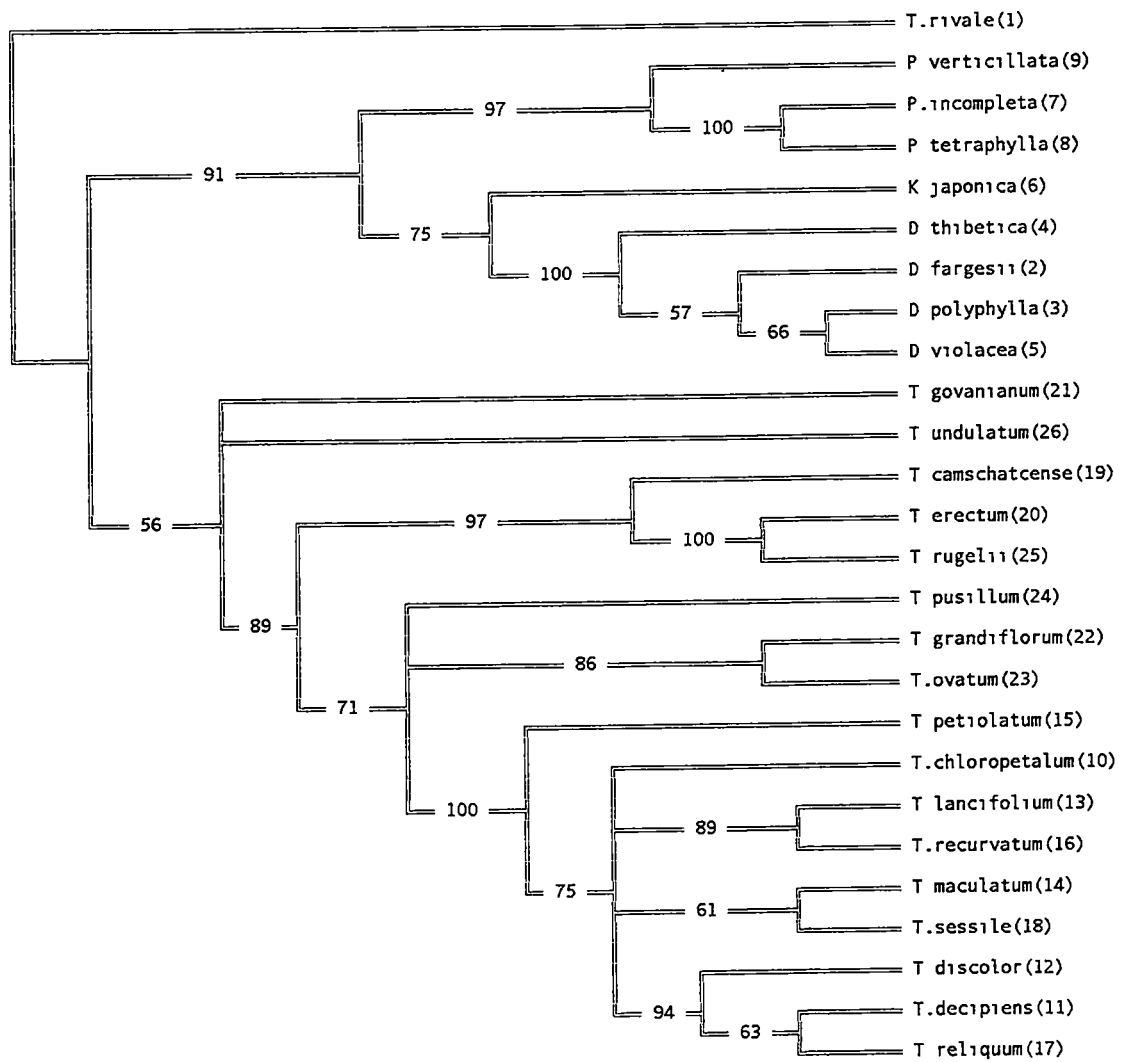 T.rivale(1)
P verticillata(9)
P.incompleta(7)
97
100
P tetraphylla(8)
91
K japonica(6)
D thibetica(4)
75
D fargesii(2)
100
D polyphylla(3)
57
66
D violacea(5)
T govanianum(21)
T undulatum(26)
T camschatcense(19)
T erectum(20)
97
56
100
T rugelii(25)
T pusillum(24)
89
T grandiflorum(22)
86
T.ovatum(23)
71
T petiolatum(15)
T.chloropetalum(10)
T lancifolium(13)
100
89
T.recurvatum(16)
T maculatum(14)
75
61
T.sessile(18)
T discolor(12)
T.decipiens(11)
94
63
T reliquum(17)